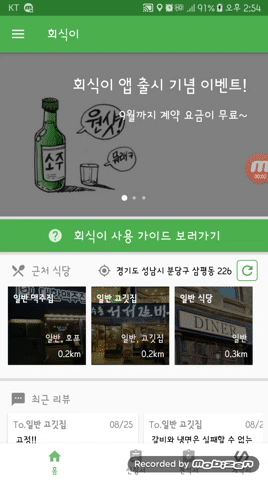 KT 91% 오후 2:54
회식이
회식이 앱 출시 기념 이벤트!
9월까지 계약 요금이 무료~
원샷!
소주
00:02
회식이 사용 가이드 보러가기
근처 식당
경기도 성남시 분당구 삼평동 22b
일반 맥주집
일반, 호프
0.2km
일반 고깃집
일반, 고깃집
0.2km
일반 식당
DINER
일반
0.3km
최근 리뷰
To.일반 고깃집 08/25
굳정!!
To.일반 고깃집
갈비와 냉면은 실패할 수 없는
홈
Recorded by mobizen